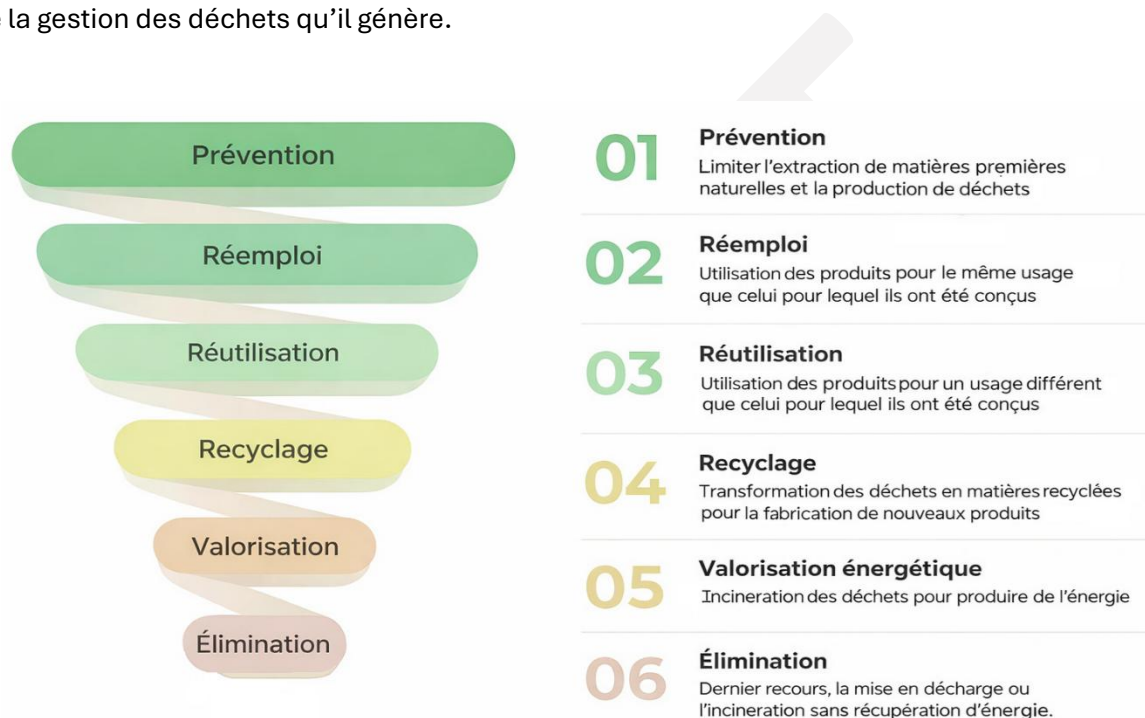 la gestion des déchets qu’il génère.
Prévention
Réemploi
Réutilisation
Recyclage
Valorisation
Élimination
01
Prévention
Limiter l’extraction de matières premières
naturelles et la production de déchets
02
Réemploi
Utilisation des produits pour le même usage
que celui pour lequel ils ont été conçus
03
Réutilisation
Utilisation des produits pour un usage différent
que celui pour lequel ils ont été conçus
04
Recyclage
Transformation des déchets en matières recyclées
pour la fabrication de nouveaux produits
05
Valorisation énergétique
Incineration des déchets pour produire de l’énergie
06
Élimination
Dernier recours, la mise en décharge ou
l’incineration sans récupération d’énergie.